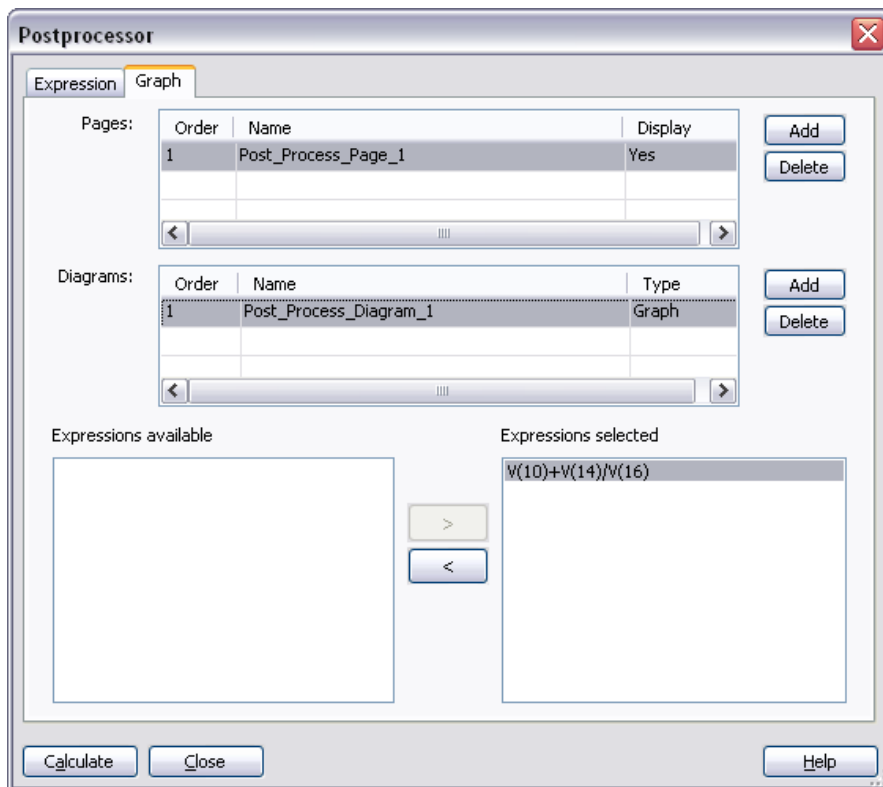 Postprocessor
Expression Graph
Pages:
Order Name Display
1 Post_Process_Page_1 Yes
Add
Delete
Diagrams:
Order Name Type
1 Post_Process_Diagram_1 Graph
Add
Delete
Expressions available
Expressions selected
V(10)+V(14)/V(16)
>
<
Calculate Close Help